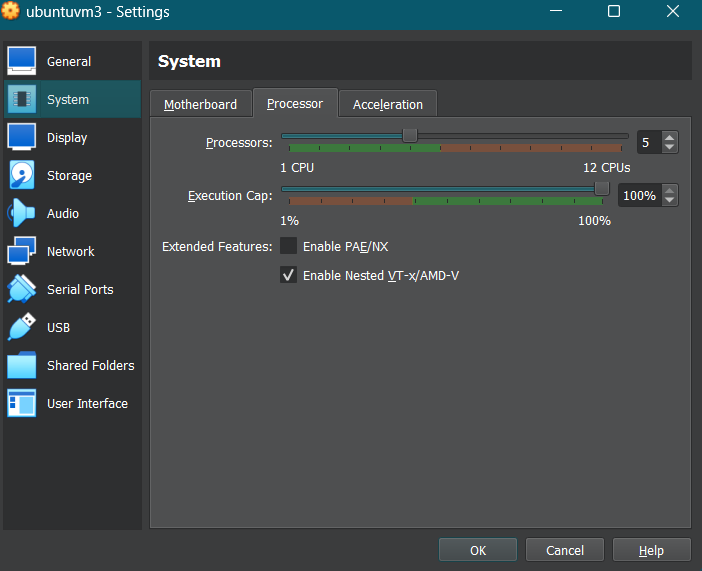 ubuntuvm3 - Settings
General
System
Display
Storage
Audio
Network
Serial Ports
USB
Shared Folders
User Interface
System
Motherboard Processor Acceleration
Processors: 5
1 CPU 12 CPUs
Execution Cap: 100%
1% 100%
Extended Features: Enable PAE/NX
Enable Nested VT-x/AMD-V
OK Cancel Help